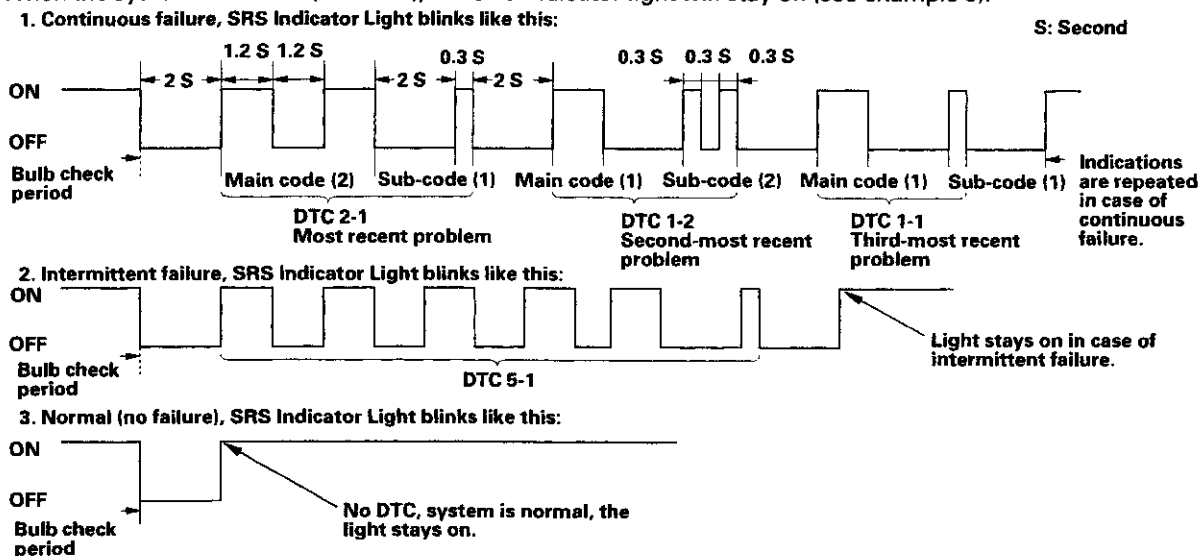 1. Continuous failure, SRS Indicator Light blinks like this:
S: Second
1.2 S 1.2 S 0.3 S 0.3 S 0.3 S 0.3 S
2 S 2 S 2 S
ON
OFF
Bulb check
period
Main code (2) Sub-code (1) Main code (1) Sub-code (2) Main code (1) Sub-code (1)
DTC 2-1
Most recent problem
DTC 1-2
Second-most recent
problem
DTC 1-1
Third-most recent
problem
Indications
are repeated
in case of
continuous
failure.
2. Intermittent failure, SRS Indicator Light blinks like this:
ON
OFF
Bulb check
period
DTC 5-1
Light stays on in case of
intermittent failure.
3. Normal (no failure), SRS Indicator Light blinks like this:
ON
OFF
Bulb check
period
No DTC, system is normal, the
light stays on.